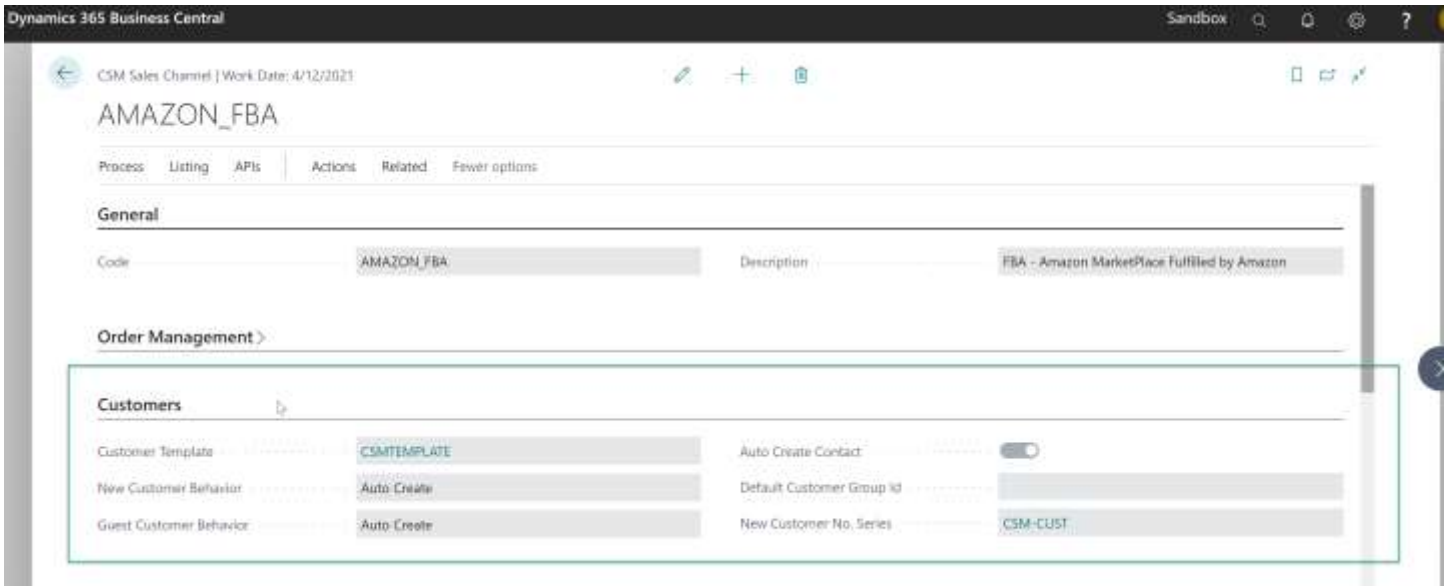 Dynamics 365 Business Central
Sandbox ?
CSM Sales Channel | Work Date: 4/12/2021
AMAZON_FBA
Process Listing APIs Actions Related Fewer options
General
Code AMAZON_FBA Description FBA - Amazon MarketPlace Fulfilled by Amazon
Order Management
Customers
Customer Template CSMTEMPLATE Auto Create Contact
New Customer Behavior Auto Create Default Customer Group Id
Guest Customer Behavior Auto Create New Customer No. Series CSM-CUST